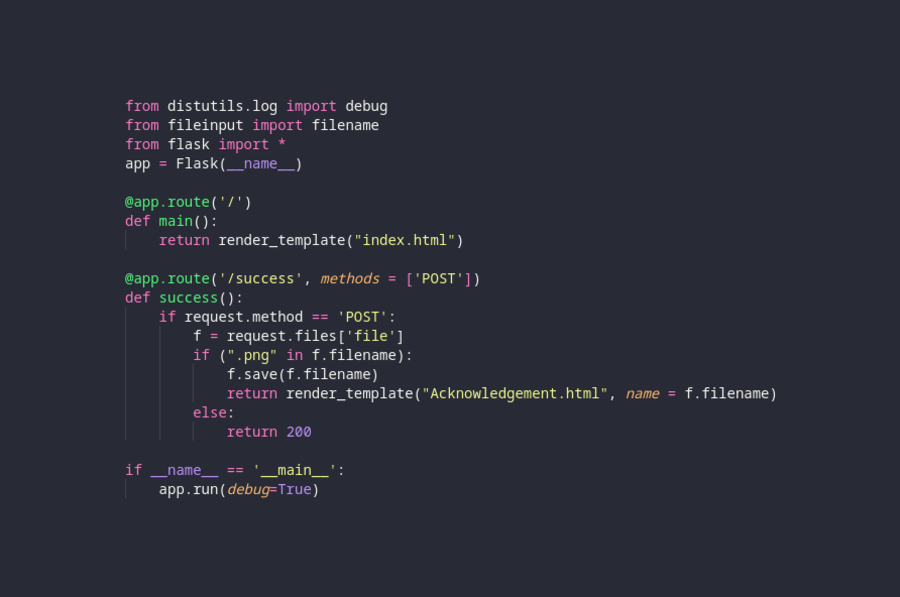 from distutils.log import debug
from fileinput import filename
from flask import *
app = Flask(__name__)
@app.route('/')
def main():
    return render_template("index.html")
@app.route('/success', methods = ['POST'])
def success():
    if request.method == 'POST':
        f = request.files['file']
        if (".png" in f.filename):
            f.save(f.filename)
            return render_template("Acknowledgement.html", name = f.filename)
        else:
            return 200
if __name__ == '__main__':
    app.run(debug=True)